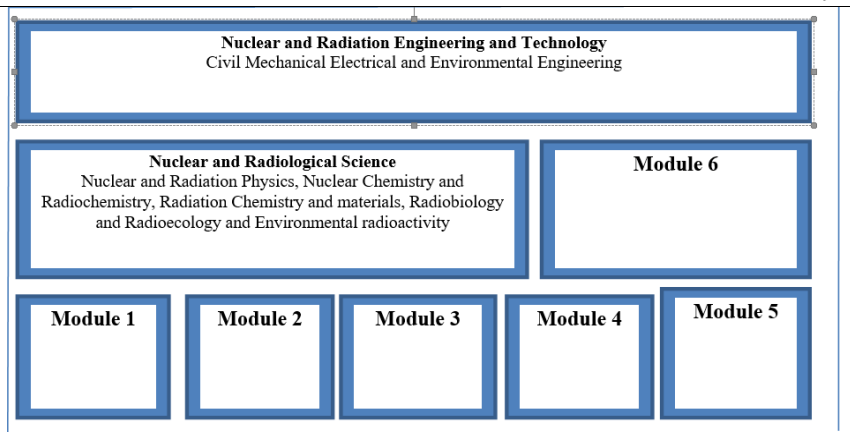 Nuclear and Radiation Engineering and Technology
Civil Mechanical Electrical and Environmental Engineering
Nuclear and Radiological Science
Nuclear and Radiation Physics, Nuclear Chemistry and
Radiochemistry, Radiation Chemistry and materials, Radiobiology
and Radioecology and Environmental radioactivity
Module 6
Module 1
Module 2
Module 3
Module 4
Module 5